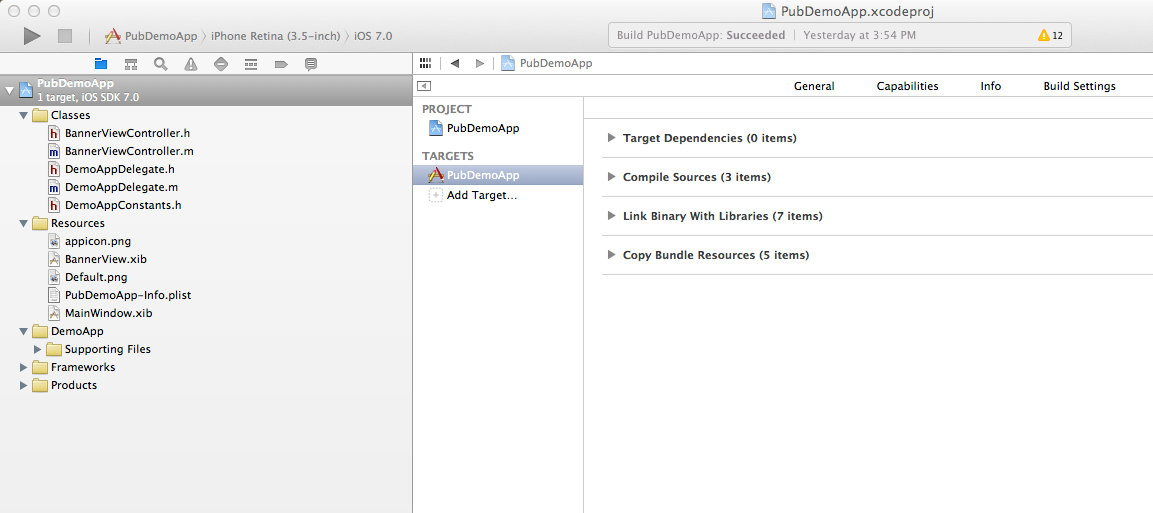 PubDemoApp.xcodeproj
PubDemoApp 〉 iPhone Retina (3.5-inch) 〉 iOS 7.0
Build PubDemoApp: Succeeded | Yesterday at 3:54 PM 12
PubDemoApp
1 target, iOS SDK 7.0
Classes
h BannerViewController.h
m BannerViewController.m
h DemoAppDelegate.h
m DemoAppDelegate.m
h DemoAppConstants.h
Resources
appicon.png
BannerView.xib
Default.png
PubDemoApp-Info.plist
MainWindow.xib
DemoApp
Supporting Files
Frameworks
Products
PubDemoApp
General Capabilities Info Build Settings
PROJECT
PubDemoApp
TARGETS
PubDemoApp
Add Target...
Target Dependencies (0 items)
Compile Sources (3 items)
Link Binary With Libraries (7 items)
Copy Bundle Resources (5 items)